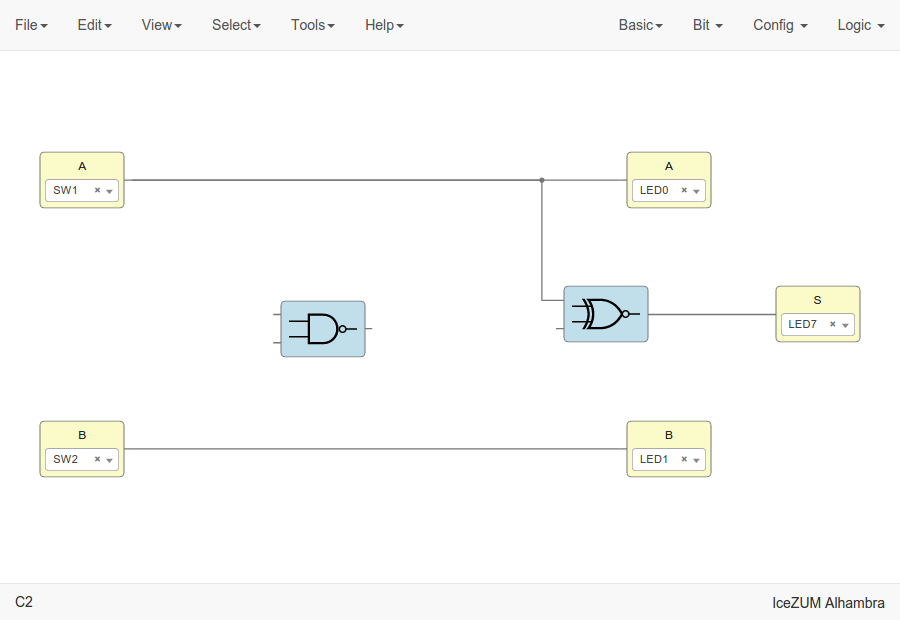 File Edit View Select Tools Help Basic Bit Config Logic
A
SW1 ×
A
LED0 ×
S
LED7 ×
B
SW2 ×
B
LED1 ×
C2
IceZUM Alhambra